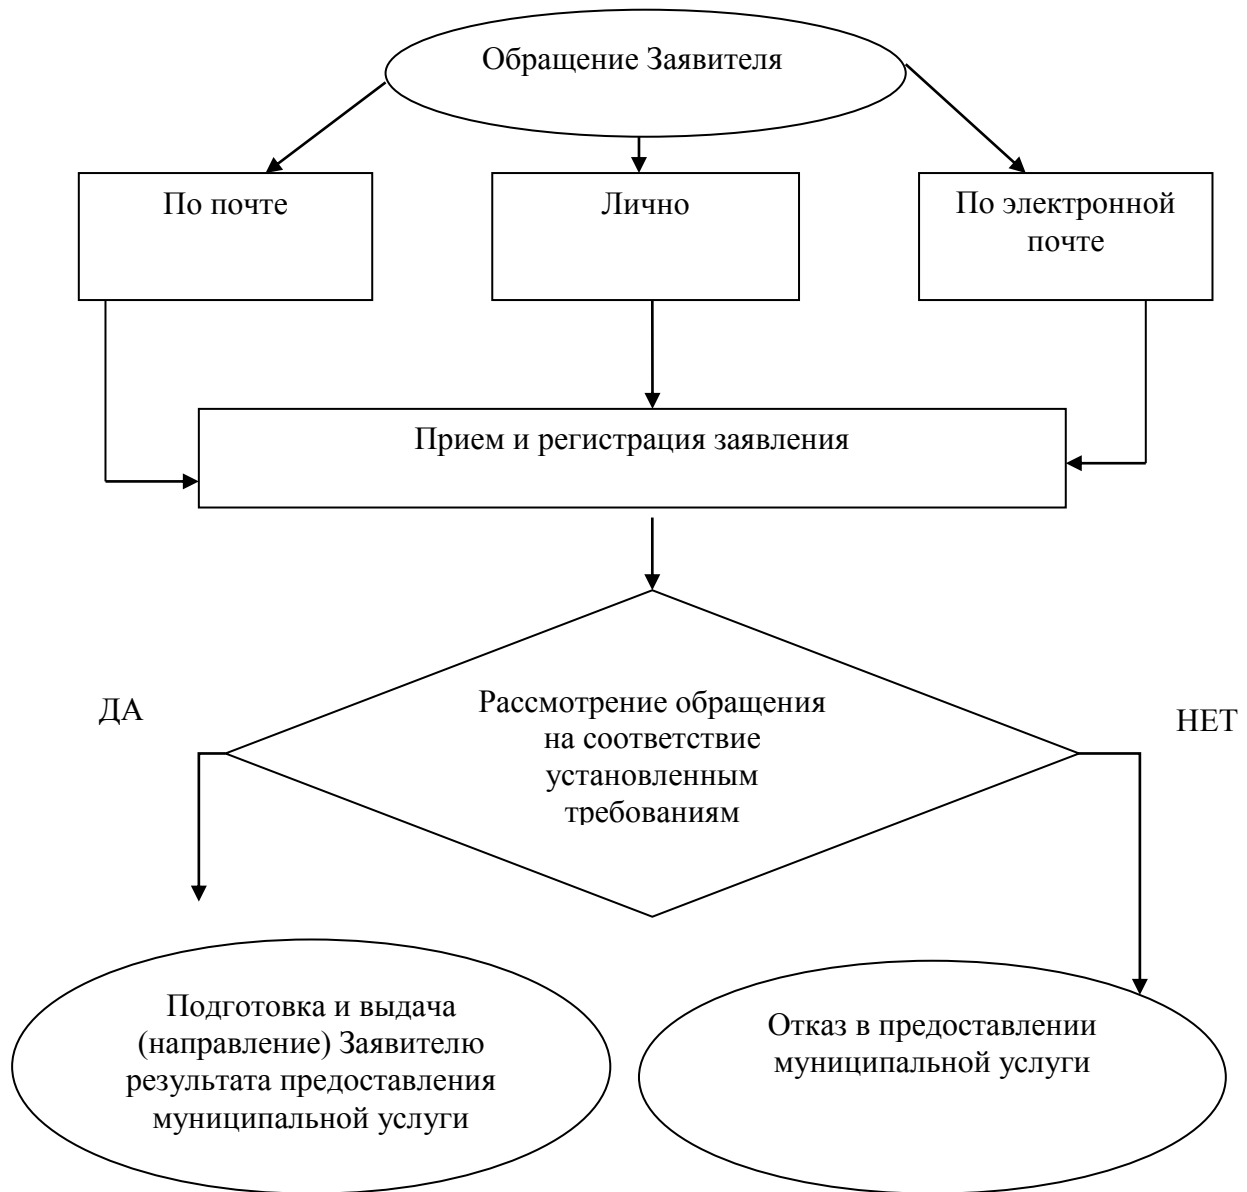 Обращение Заявителя
По почте
Лично
По электронной
почте
Прием и регистрация заявления
ДА
Рассмотрение обращения
на соответствие
установленным
требованиям
НЕТ
Подготовка и выдача
(направление) Заявителю
результата предоставления
муниципальной услуги
Отказ в предоставлении
муниципальной услуги